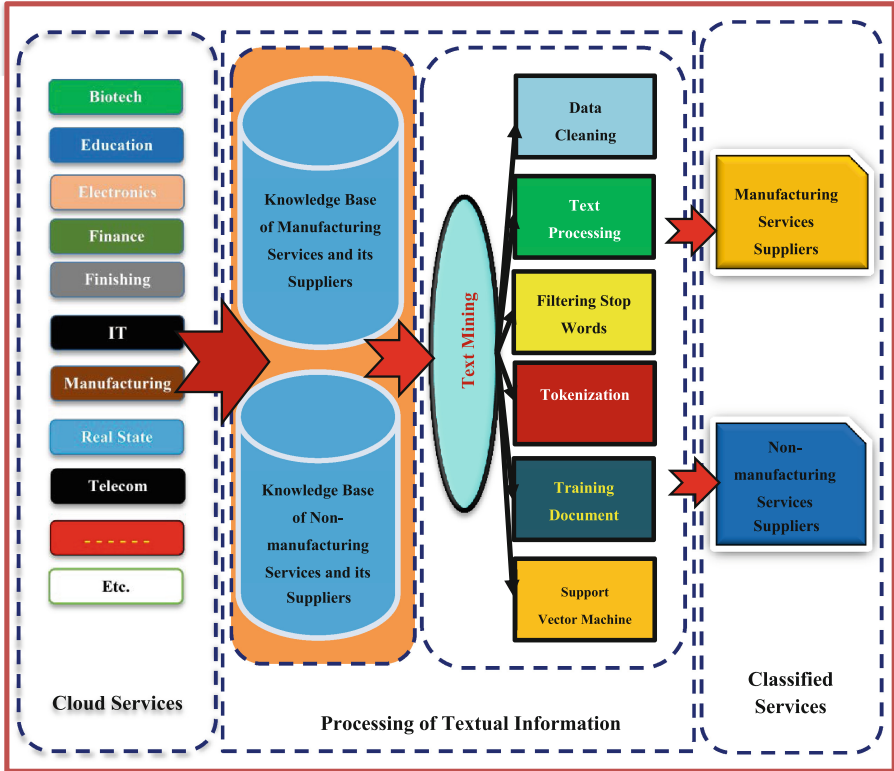 Biotech
Education
Electronics
Finance
Finishing
IT
Manufacturing
Real State
Telecom
- - - - - -
Etc.
Cloud Services
Knowledge Base
of Manufacturing
Services and its
Suppliers
Knowledge Base
of Non-
manufacturing
Services and its
Suppliers
Text Mining
Data
Cleaning
Text
Processing
Filtering Stop
Words
Tokenization
Training
Document
Support
Vector Machine
Processing of Textual Information
Manufacturing
Services
Suppliers
Non-
manufacturing
Services
Suppliers
Classified
Services